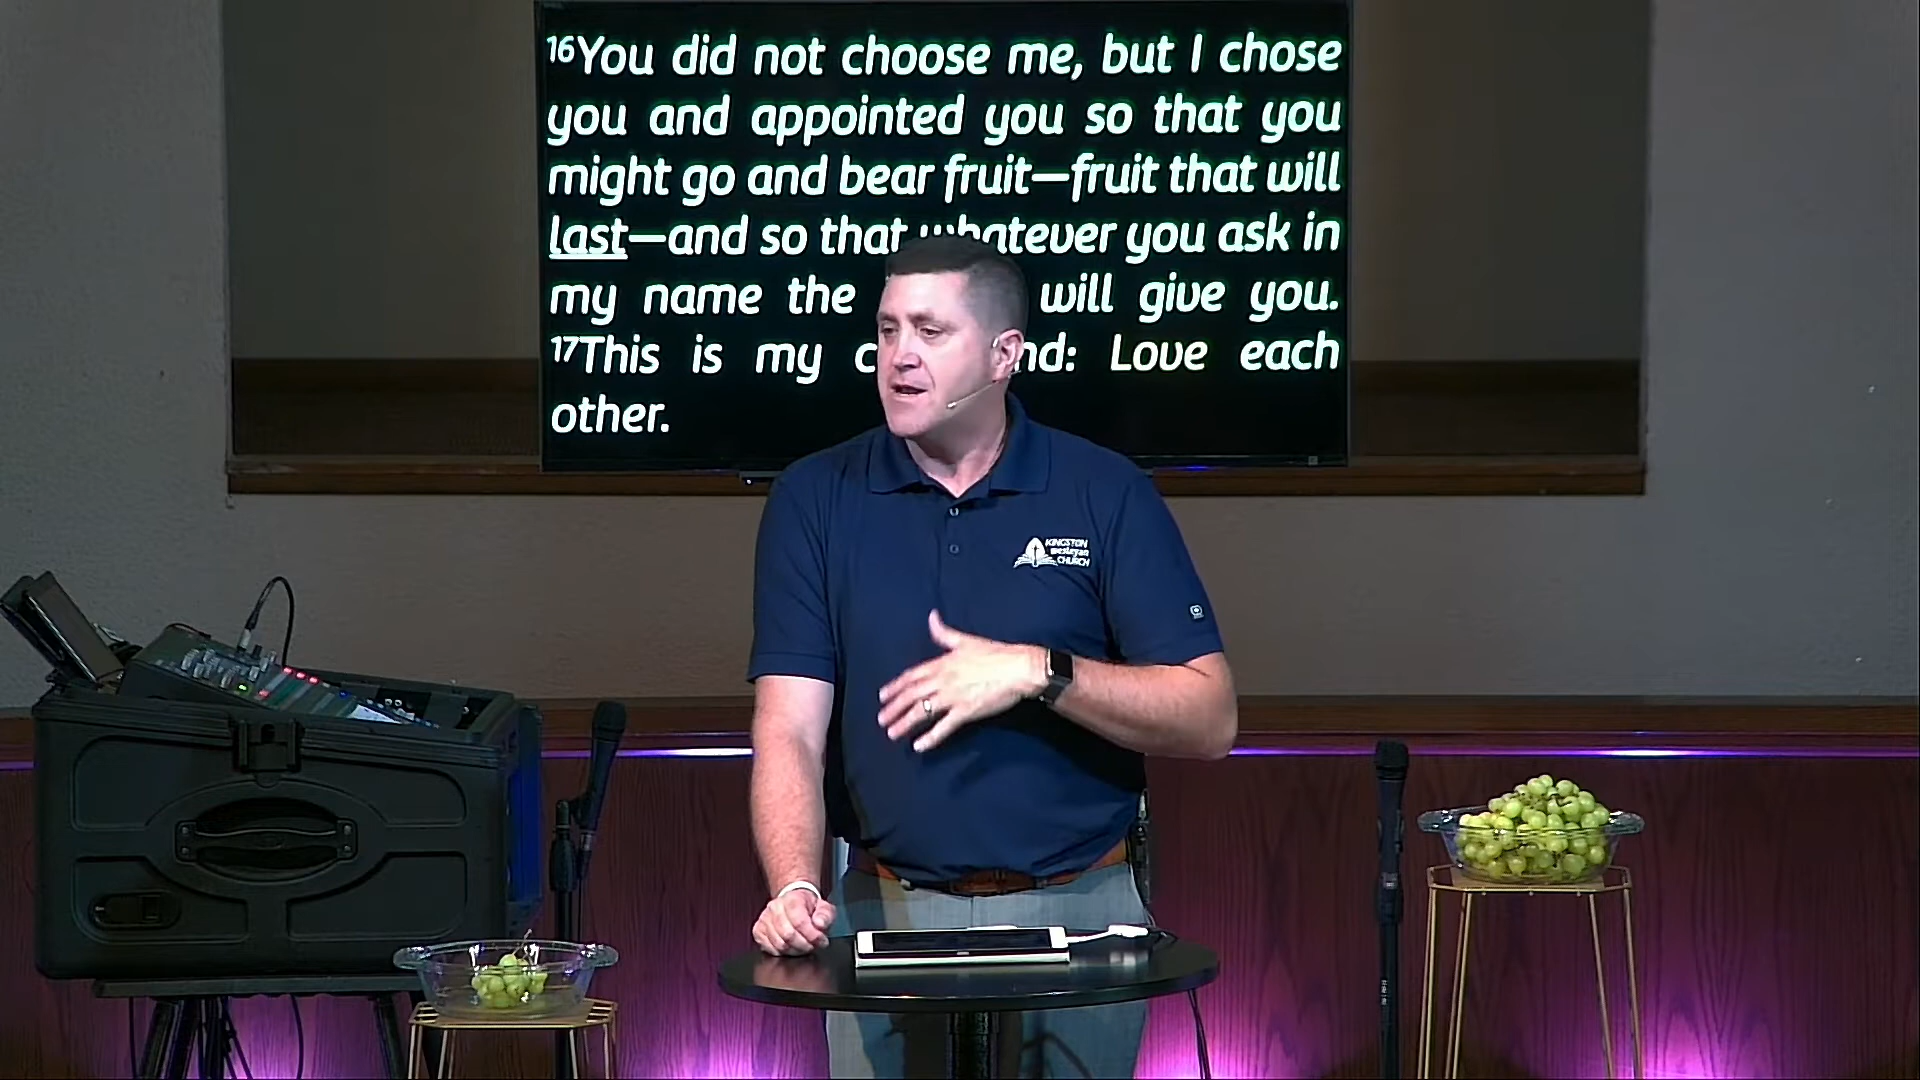 ¹⁶You did not choose me, but I chose
you and appointed you so that you
might go and bear fruit—fruit that will
last—and so that whatever you ask in
my name the will give you.
¹⁷This is my c nd: Love each
other.
KINGSTON
Wesleyan
CHURCH